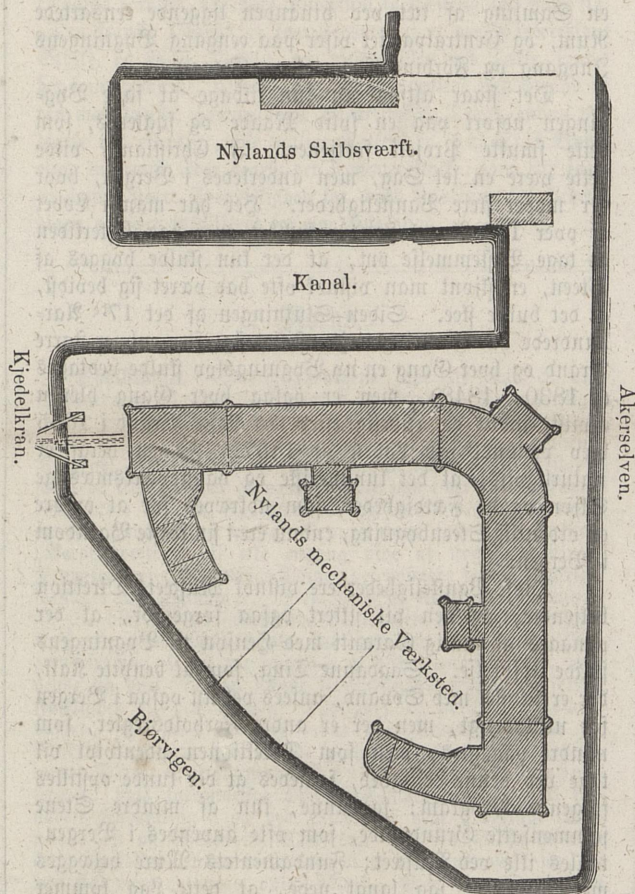 Nylands Skibsværft.
Kanal.
Kjedelkran.
Akerselven.
Nylands mechaniske Værksted.
Bjørvigen.